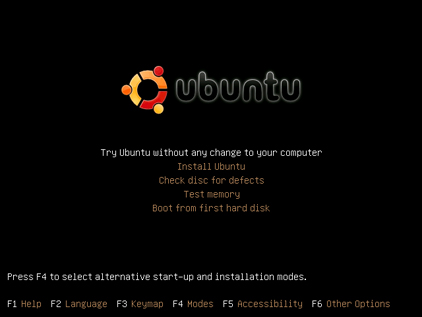 ubuntu
Try Ubuntu without any change to your computer
Install Ubuntu
Check disc for defects
Test memory
Boot from first hard disk
Press F4 to select alternative start-up and installation modes.
F1 Help F2 Language F3 Keymap F4 Modes F5 Accessibility F6 Other Options